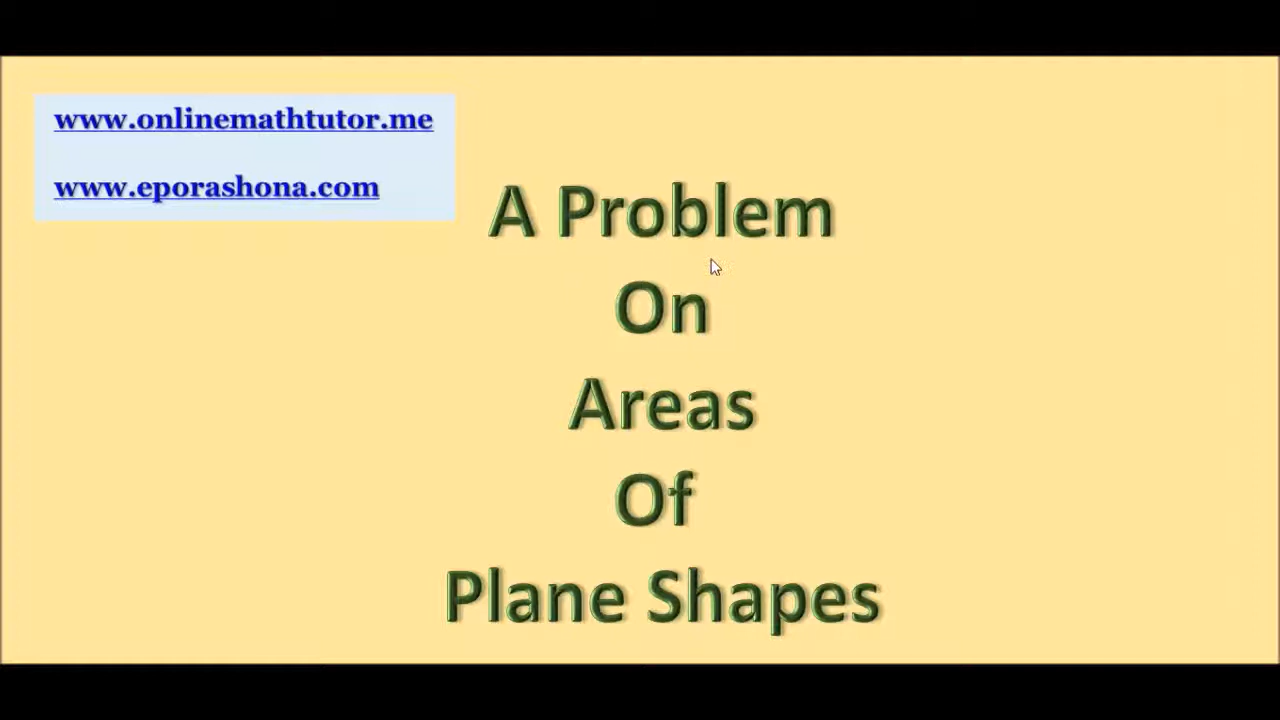 www.onlinemathtutor.me
www.eporashona.com
A Problem
On
Areas
Of
Plane Shapes